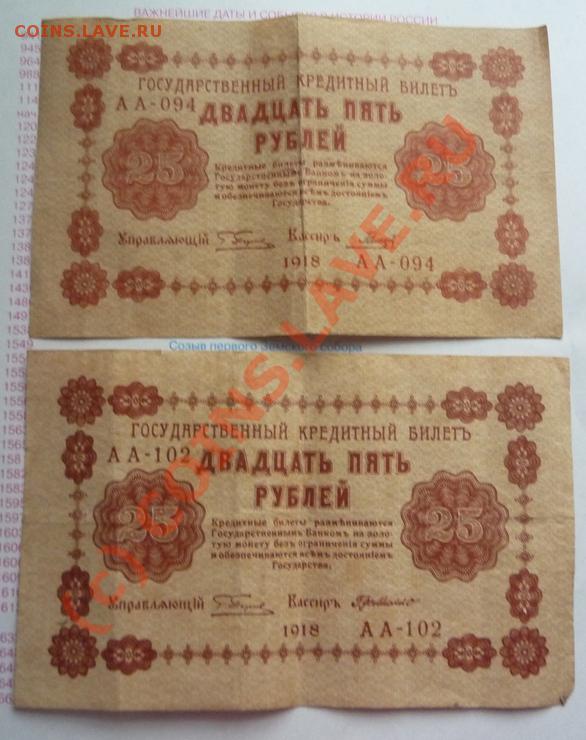 COINS.LAVE.RU
ВАЖНЕЙШИЕ ДАТЫ И СОБЫТИЯ В ИСТОРИИ РОССИИ
ГОСУДАРСТВЕННЫЙ КРЕДИТНЫЙ БИЛЕТЪ
АА-094
ДВАДЦАТЬ ПЯТЬ
РУБЛЕЙ
25
25
Кредитные билеты размѣниваются
Государственнымъ Банкомъ на золо-
тую монету безъ ограниченія суммы
и обезпечиваются всѣмъ достояніемъ
Государства.
Управляющій
Кассиръ
1918
АА-094
Созыв первого Земского собора
ГОСУДАРСТВЕННЫЙ КРЕДИТНЫЙ БИЛЕТЪ
АА-102
ДВАДЦАТЬ ПЯТЬ
РУБЛЕЙ
25
25
Кредитные билеты размѣниваются
Государственнымъ Банкомъ на золо-
тую монету безъ ограниченія суммы
и обезпечиваются всѣмъ достояніемъ
Государства.
Управляющій
Кассиръ
1918
АА-102
(c) COINS.LAVE.RU